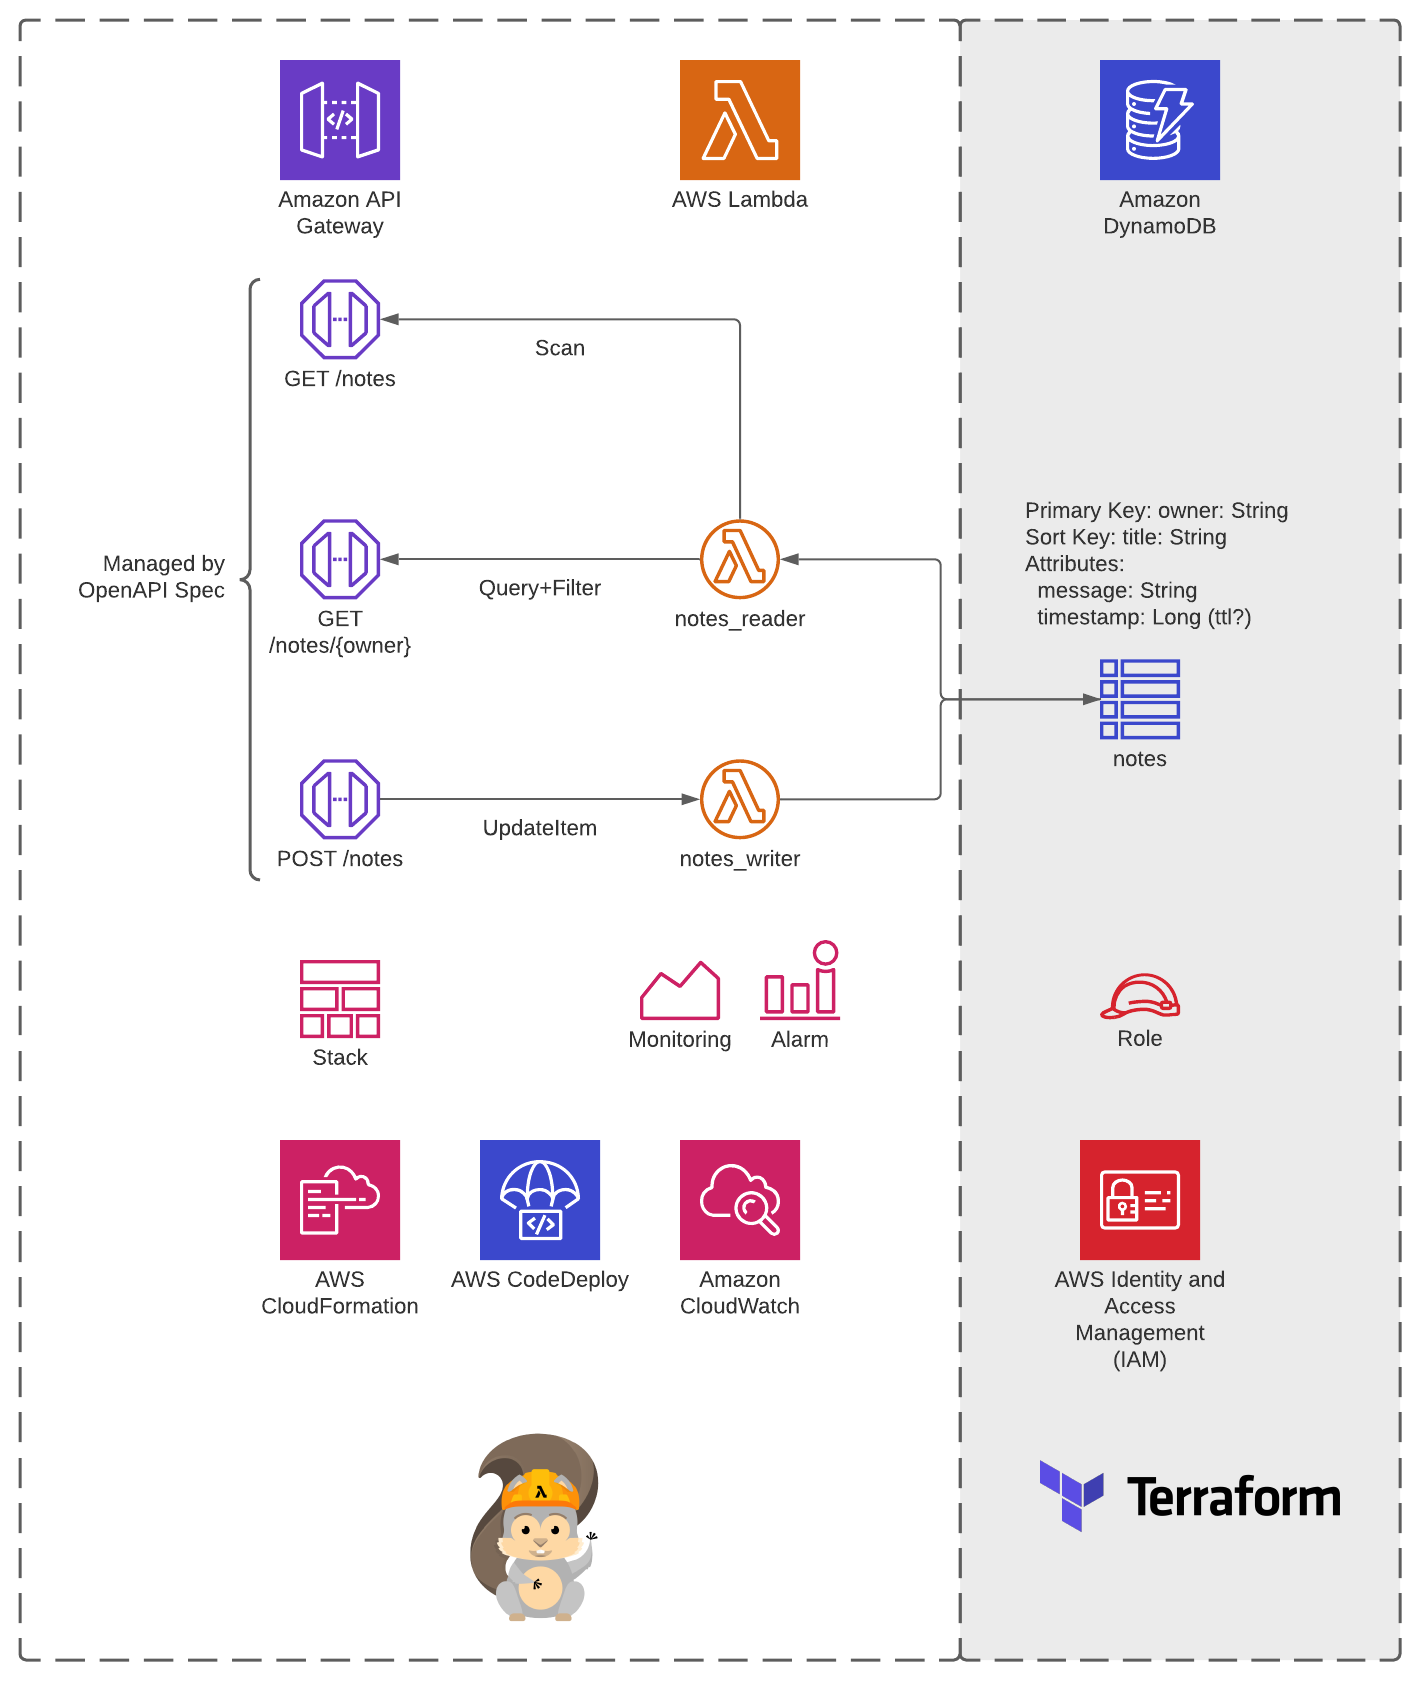 Amazon API
Gateway
AWS Lambda
Amazon
DynamoDB
Scan
GET /notes
Primary Key: owner: String
Sort Key: title: String
Attributes:
message: String
timestamp: Long (ttl?)
Managed by
OpenAPI Spec
Query+Filter
GET
/notes/{owner}
notes_reader
notes
UpdateItem
POST /notes
notes_writer
Stack
Monitoring
Alarm
Role
AWS
CloudFormation
AWS CodeDeploy
Amazon
CloudWatch
AWS Identity and
Access
Management
(IAM)
λ
Terraform